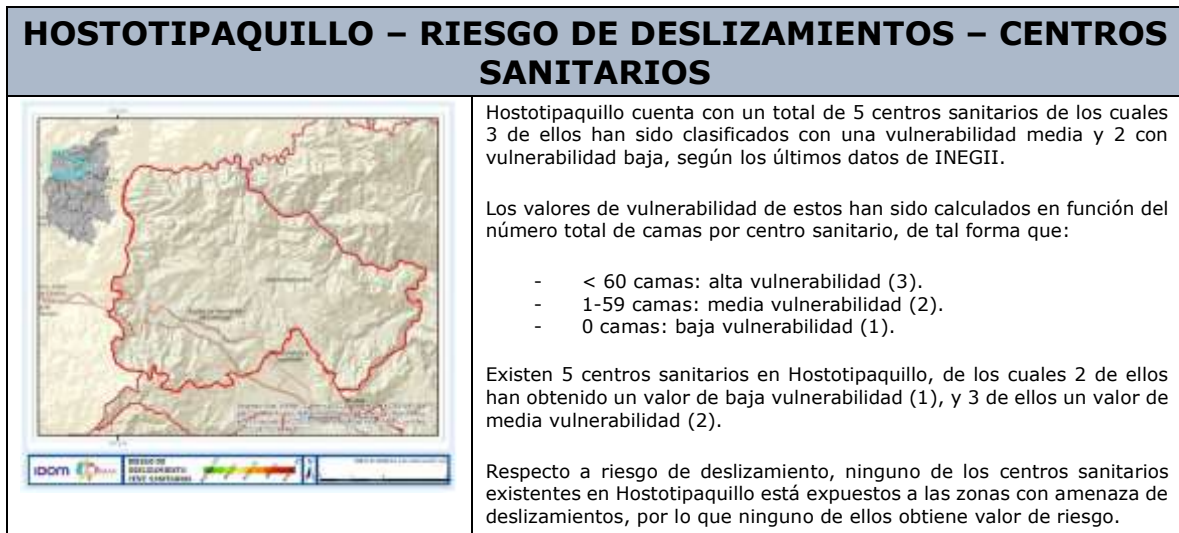 HOSTOTIPAQUILLO – RIESGO DE DESLIZAMIENTOS – CENTROS
SANITARIOS
Hostotipaquillo cuenta con un total de 5 centros sanitarios de los cuales
3 de ellos han sido clasificados con una vulnerabilidad media y 2 con
vulnerabilidad baja, según los últimos datos de INEGII.
Los valores de vulnerabilidad de estos han sido calculados en función del
número total de camas por centro sanitario, de tal forma que:
- < 60 camas: alta vulnerabilidad (3).
- 1-59 camas: media vulnerabilidad (2).
- 0 camas: baja vulnerabilidad (1).
Existen 5 centros sanitarios en Hostotipaquillo, de los cuales 2 de ellos
han obtenido un valor de baja vulnerabilidad (1), y 3 de ellos un valor de
media vulnerabilidad (2).
Respecto a riesgo de deslizamiento, ninguno de los centros sanitarios
existentes en Hostotipaquillo está expuestos a las zonas con amenaza de
deslizamientos, por lo que ninguno de ellos obtiene valor de riesgo.
IDOM
RIESGO DE
DESLIZAMIENTO